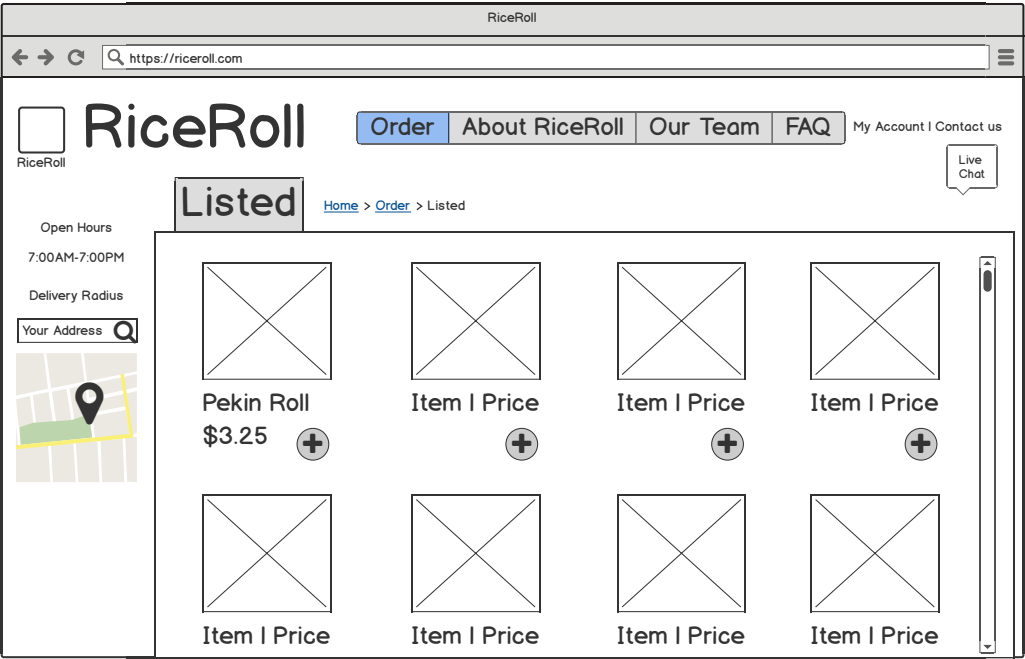 RiceRoll
https://riceroll.com
RiceRoll
RiceRoll
Order About RiceRoll Our Team FAQ
My Account | Contact us
Live
Chat
Listed
Home > Order > Listed
Open Hours
7:00AM-7:00PM
Delivery Radius
Your Address
Pekin Roll
$3.25
Item | Price
Item | Price
Item | Price
Item | Price
Item | Price
Item | Price
Item | Price